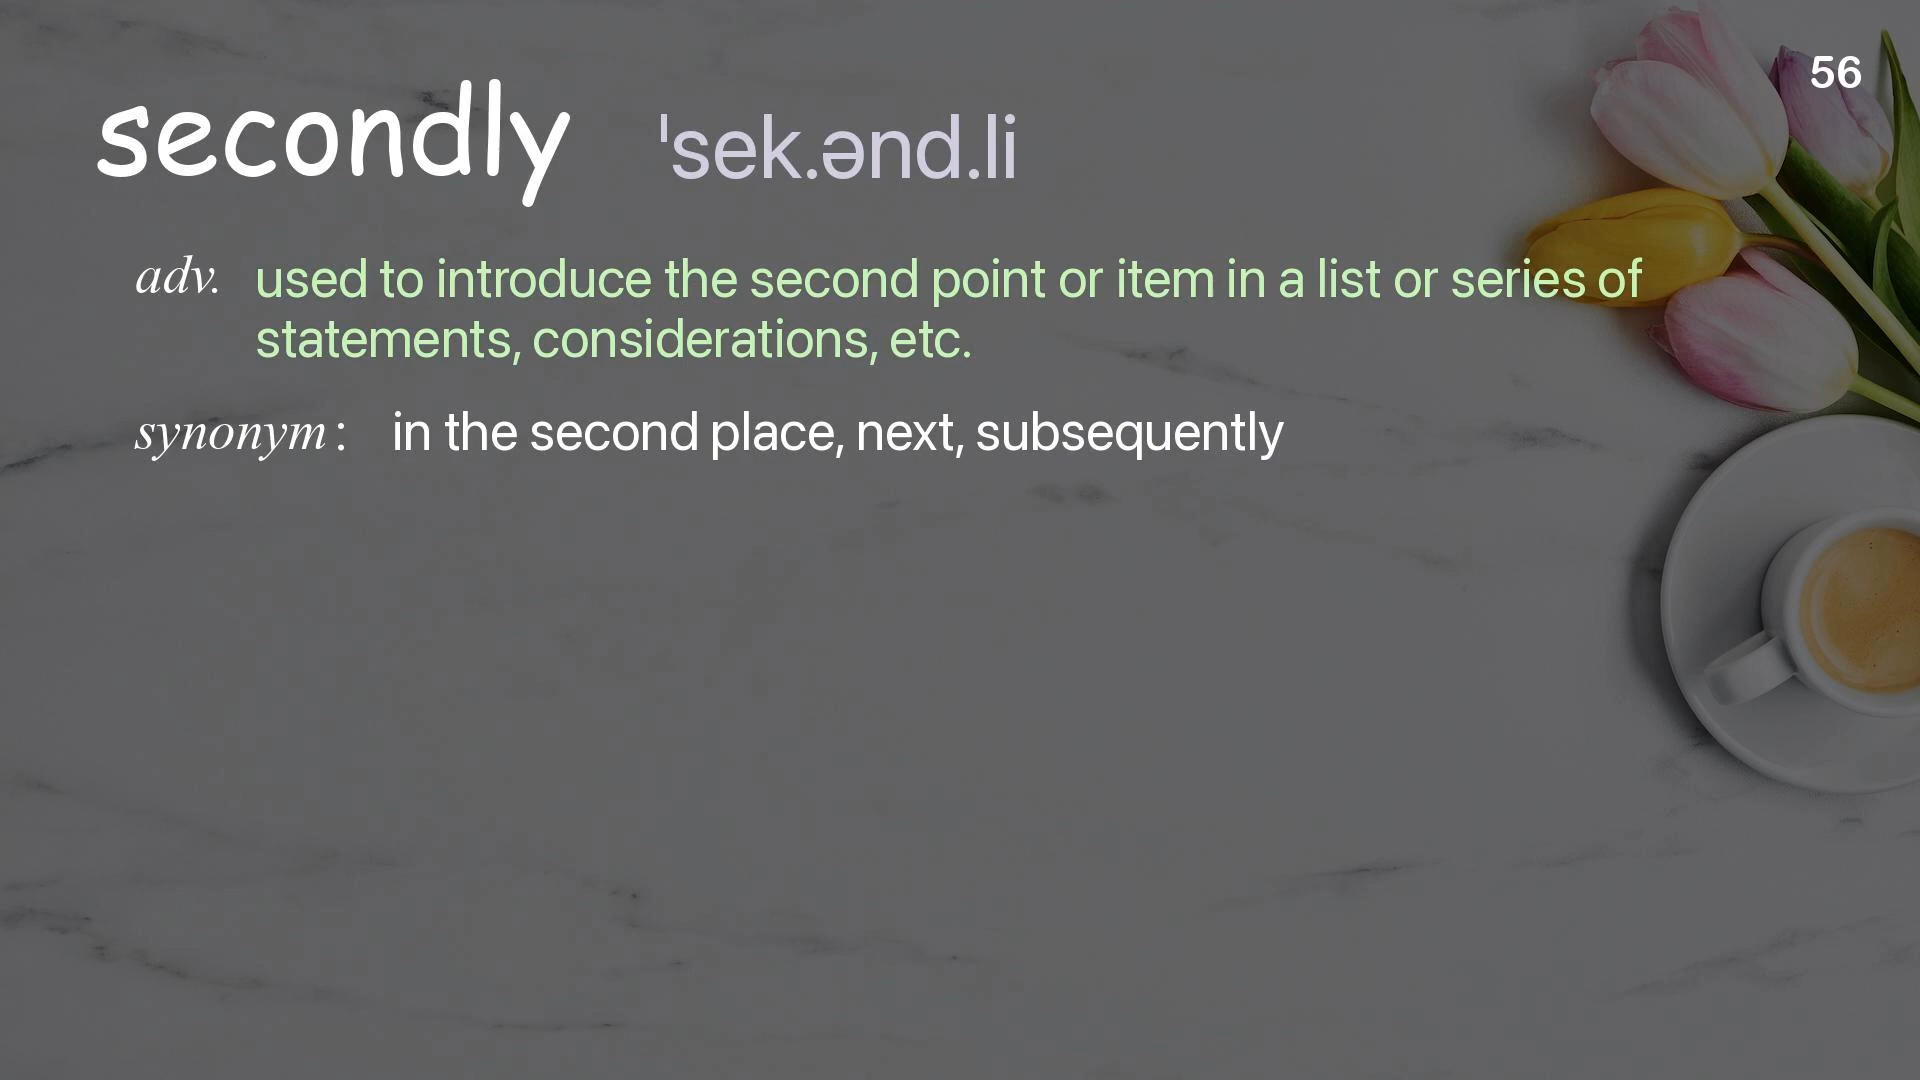 56
secondly ˈsek.ənd.li
adv. used to introduce the second point or item in a list or series of
statements, considerations, etc.
synonym: in the second place, next, subsequently